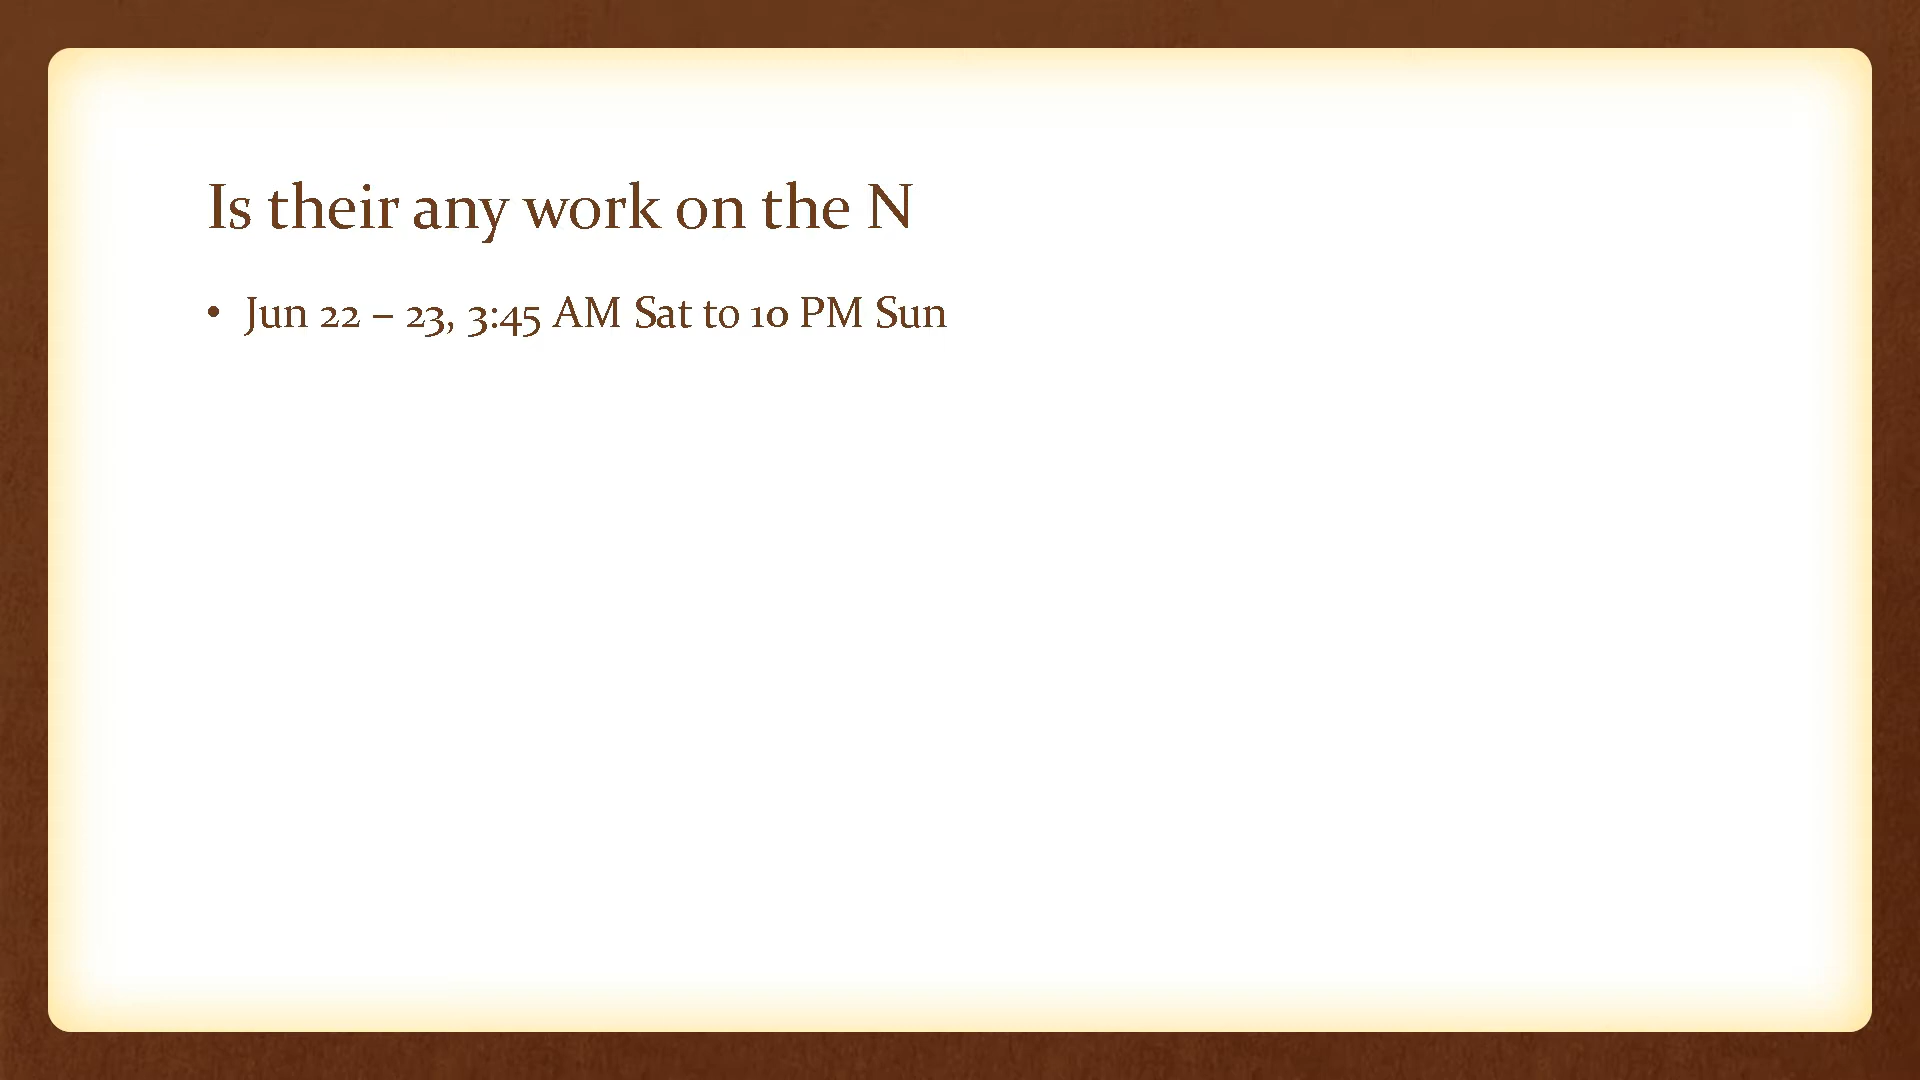 Is their any work on the N
• Jun 22 – 23, 3:45 AM Sat to 10 PM Sun